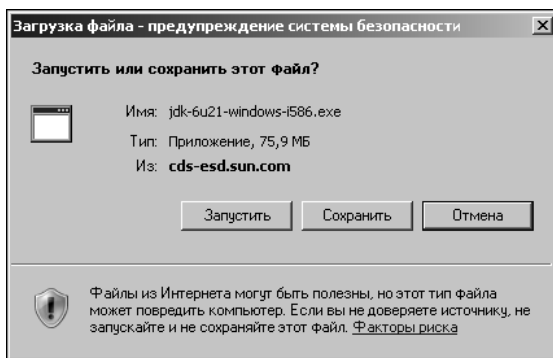 Загрузка файла - предупреждение системы безопасности
Запустить или сохранить этот файл?
Имя: jdk-6u21-windows-i586.exe
Тип: Приложение, 75,9 МБ
Из: cds-esd.sun.com
Запустить Сохранить Отмена
Файлы из Интернета могут быть полезны, но этот тип файла
может повредить компьютер. Если вы не доверяете источнику, не
запускайте и не сохраняйте этот файл. Факторы риска